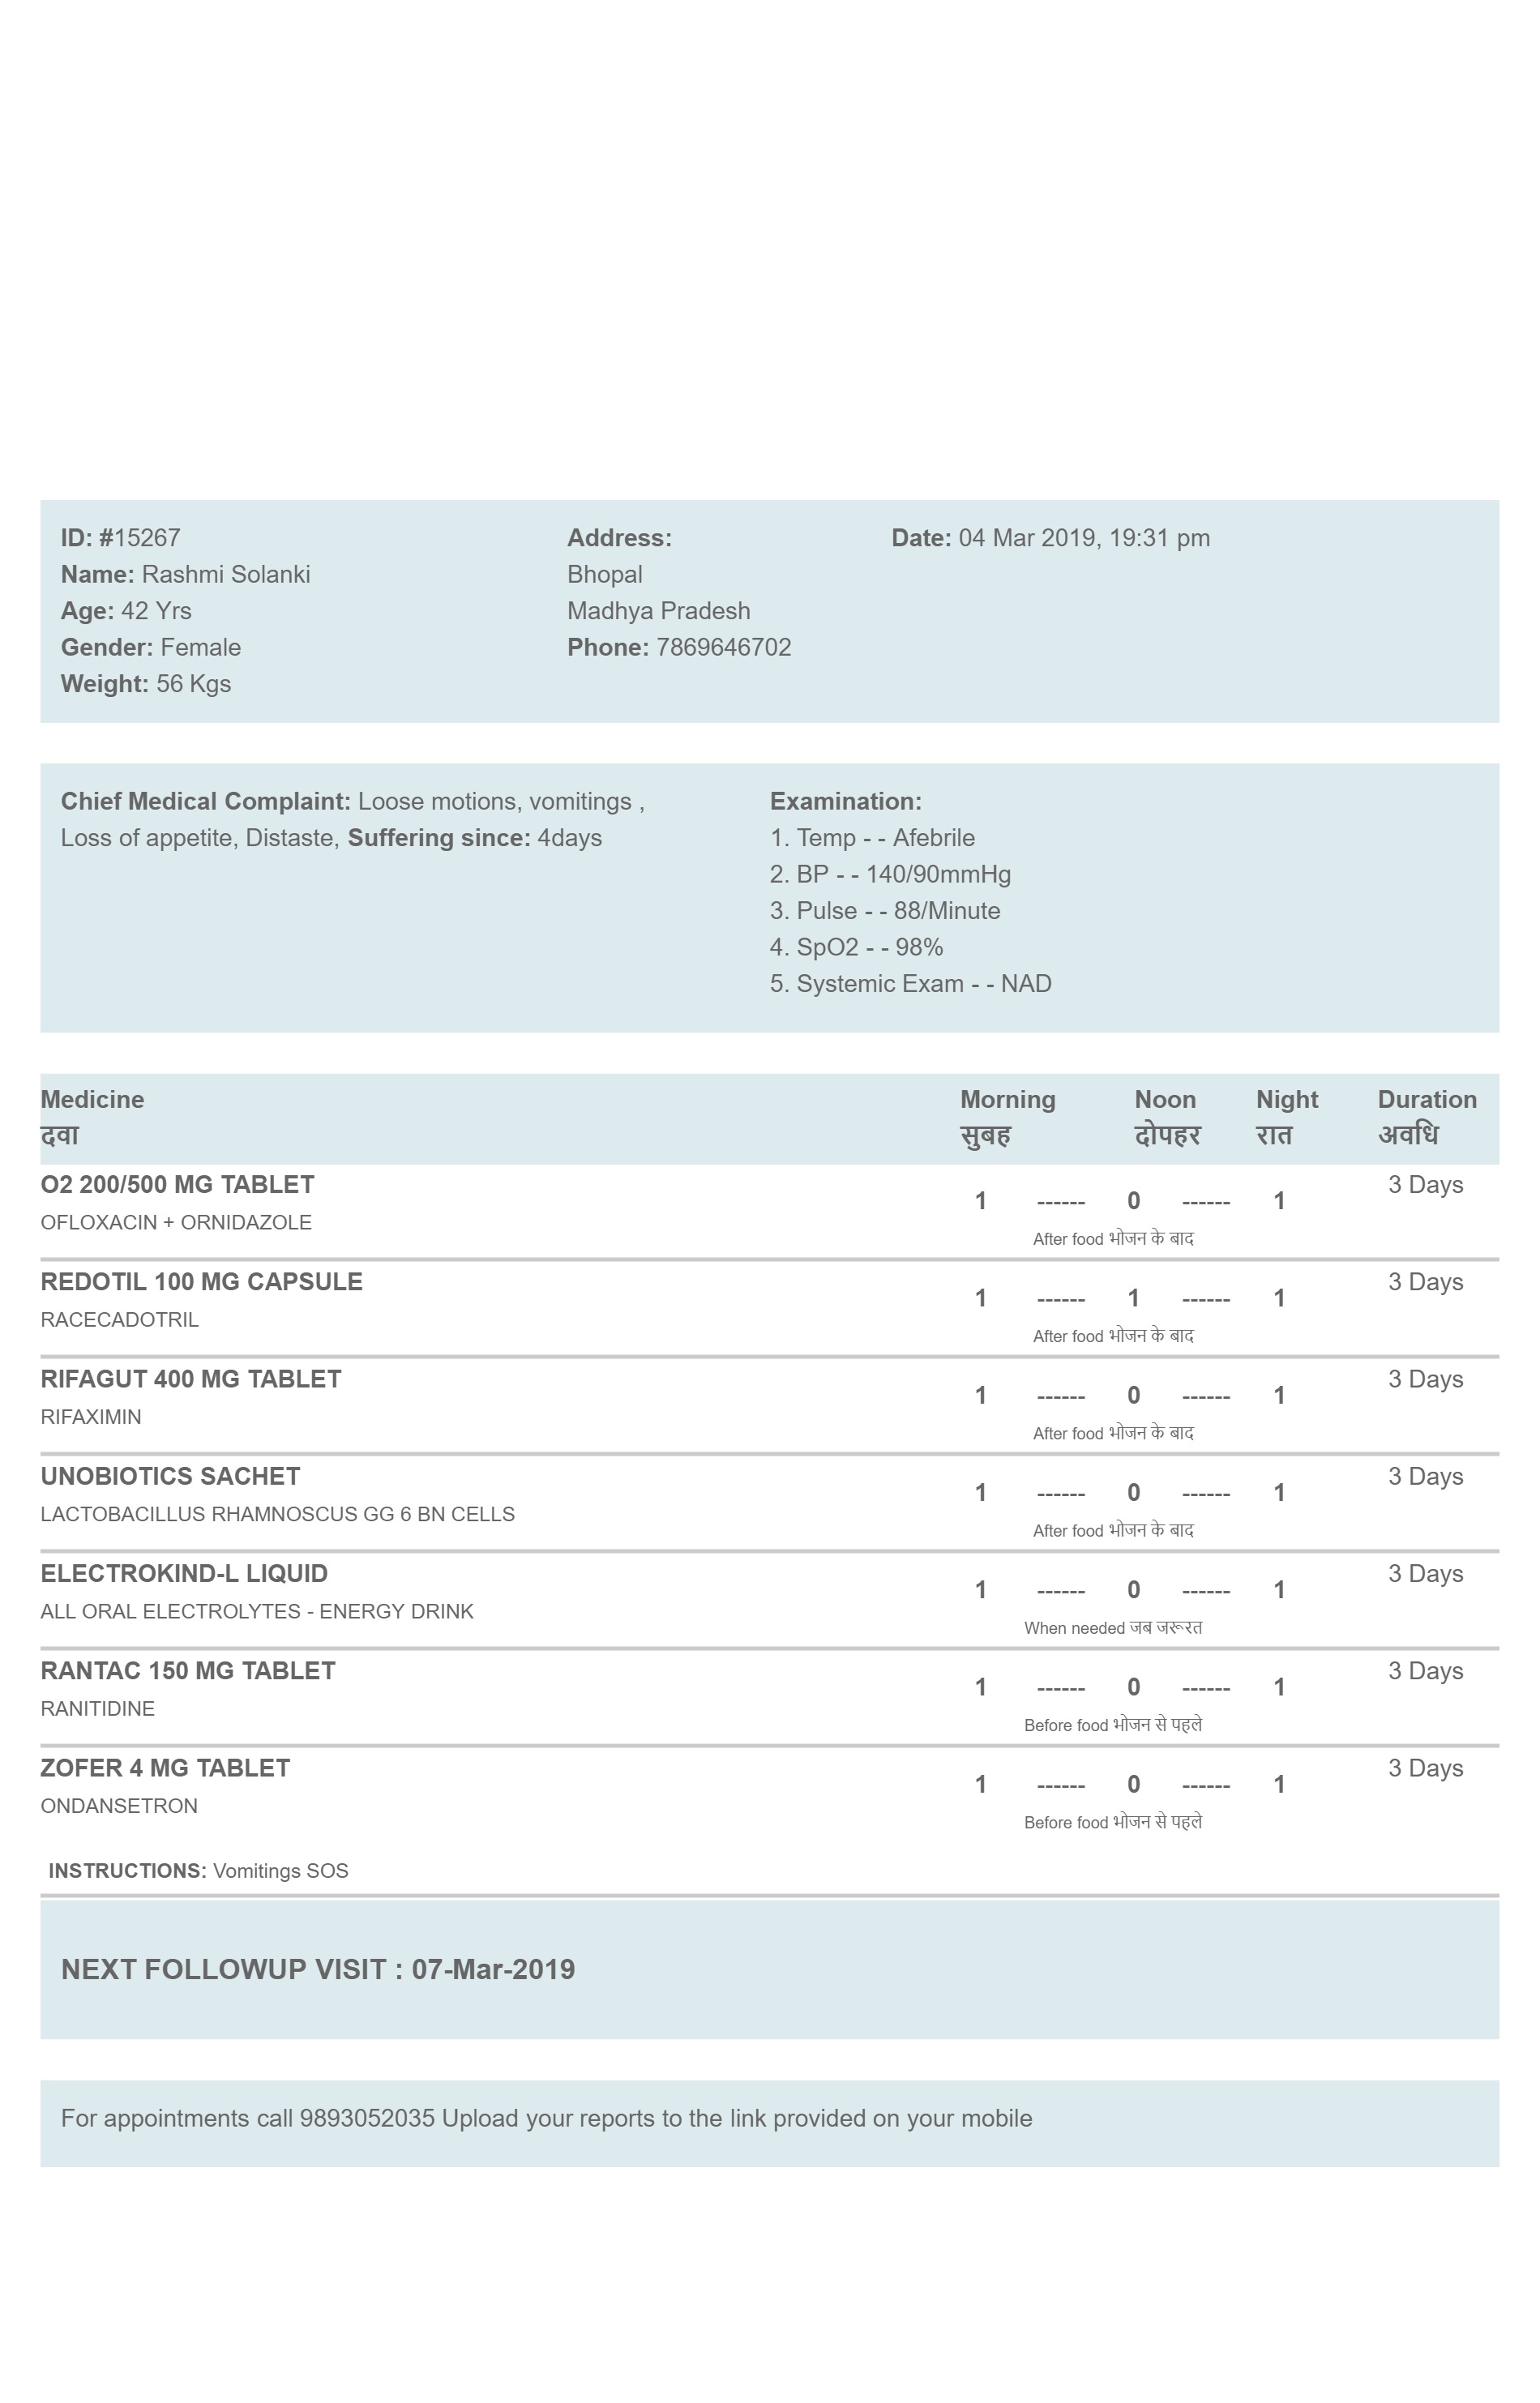 ID: #15267
Name: Rashmi Solanki
Age: 42 Yrs
Gender: Female
Weight: 56 Kgs
Address:
Bhopal
Madhya Pradesh
Phone: 7869646702
Date: 04 Mar 2019, 19:31 pm
Chief Medical Complaint: Loose motions, vomitings ,
Loss of appetite, Distaste, Suffering since: 4days
Examination:
1. Temp - - Afebrile
2. BP - - 140/90mmHg
3. Pulse - - 88/Minute
4. SpO2 - - 98%
5. Systemic Exam - - NAD
Medicine Morning Noon Night Duration
दवा सुबह दोपहर रात अवधि
O2 200/500 MG TABLET 3 Days
1 ------ 0 ------ 1
OFLOXACIN + ORNIDAZOLE
After food भोजन के बाद
REDOTIL 100 MG CAPSULE 3 Days
1 ------ 1 ------ 1
RACECADOTRIL
After food भोजन के बाद
RIFAGUT 400 MG TABLET 3 Days
1 ------ 0 ------ 1
RIFAXIMIN
After food भोजन के बाद
UNOBIOTICS SACHET 3 Days
1 ------ 0 ------ 1
LACTOBACILLUS RHAMNOSCUS GG 6 BN CELLS
After food भोजन के बाद
ELECTROKIND-L LIQUID 3 Days
1 ------ 0 ------ 1
ALL ORAL ELECTROLYTES - ENERGY DRINK
When needed जब जरूरत
RANTAC 150 MG TABLET 3 Days
1 ------ 0 ------ 1
RANITIDINE
Before food भोजन से पहले
ZOFER 4 MG TABLET 3 Days
1 ------ 0 ------ 1
ONDANSETRON
Before food भोजन से पहले
INSTRUCTIONS: Vomitings SOS
NEXT FOLLOWUP VISIT : 07-Mar-2019
For appointments call 9893052035 Upload your reports to the link provided on your mobile